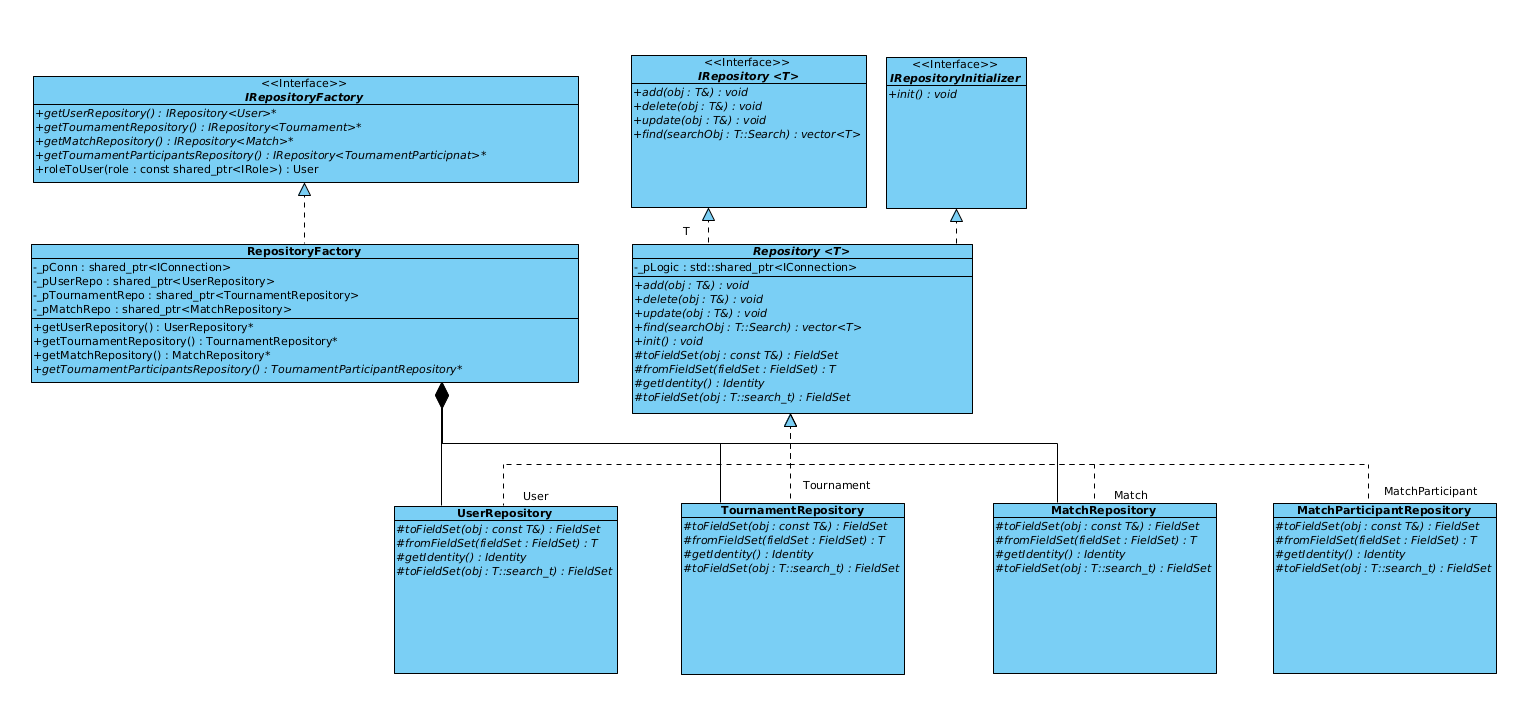 <<Interface>>
IRepositoryFactory
+getUserRepository() : IRepository<User>*
+getTournamentRepository() : IRepository<Tournament>*
+getMatchRepository() : IRepository<Match>*
+getTournamentParticipantsRepository() : IRepository<TournamentParticipnat>*
+roleToUser(role : const shared_ptr<IRole>) : User
<<Interface>>
IRepository <T>
+add(obj : T&) : void
+delete(obj : T&) : void
+update(obj : T&) : void
+find(searchObj : T::Search) : vector<T>
<<Interface>>
IRepositoryInitializer
+init() : void
T
RepositoryFactory
-_pConn : shared_ptr<IConnection>
-_pUserRepo : shared_ptr<UserRepository>
-_pTournamentRepo : shared_ptr<TournamentRepository>
-_pMatchRepo : shared_ptr<MatchRepository>
+getUserRepository() : UserRepository*
+getTournamentRepository() : TournamentRepository*
+getMatchRepository() : MatchRepository*
+getTournamentParticipantsRepository() : TournamentParticipantRepository*
Repository <T>
-_pLogic : std::shared_ptr<IConnection>
+add(obj : T&) : void
+delete(obj : T&) : void
+update(obj : T&) : void
+find(searchObj : T::Search) : vector<T>
+init() : void
#toFieldSet(obj : const T&) : FieldSet
#fromFieldSet(fieldSet : FieldSet) : T
#getIdentity() : Identity
#toFieldSet(obj : T::search_t) : FieldSet
User
UserRepository
#toFieldSet(obj : const T&) : FieldSet
#fromFieldSet(fieldSet : FieldSet) : T
#getIdentity() : Identity
#toFieldSet(obj : T::search_t) : FieldSet
Tournament
TournamentRepository
#toFieldSet(obj : const T&) : FieldSet
#fromFieldSet(fieldSet : FieldSet) : T
#getIdentity() : Identity
#toFieldSet(obj : T::search_t) : FieldSet
Match
MatchRepository
#toFieldSet(obj : const T&) : FieldSet
#fromFieldSet(fieldSet : FieldSet) : T
#getIdentity() : Identity
#toFieldSet(obj : T::search_t) : FieldSet
MatchParticipant
MatchParticipantRepository
#toFieldSet(obj : const T&) : FieldSet
#fromFieldSet(fieldSet : FieldSet) : T
#getIdentity() : Identity
#toFieldSet(obj : T::search_t) : FieldSet